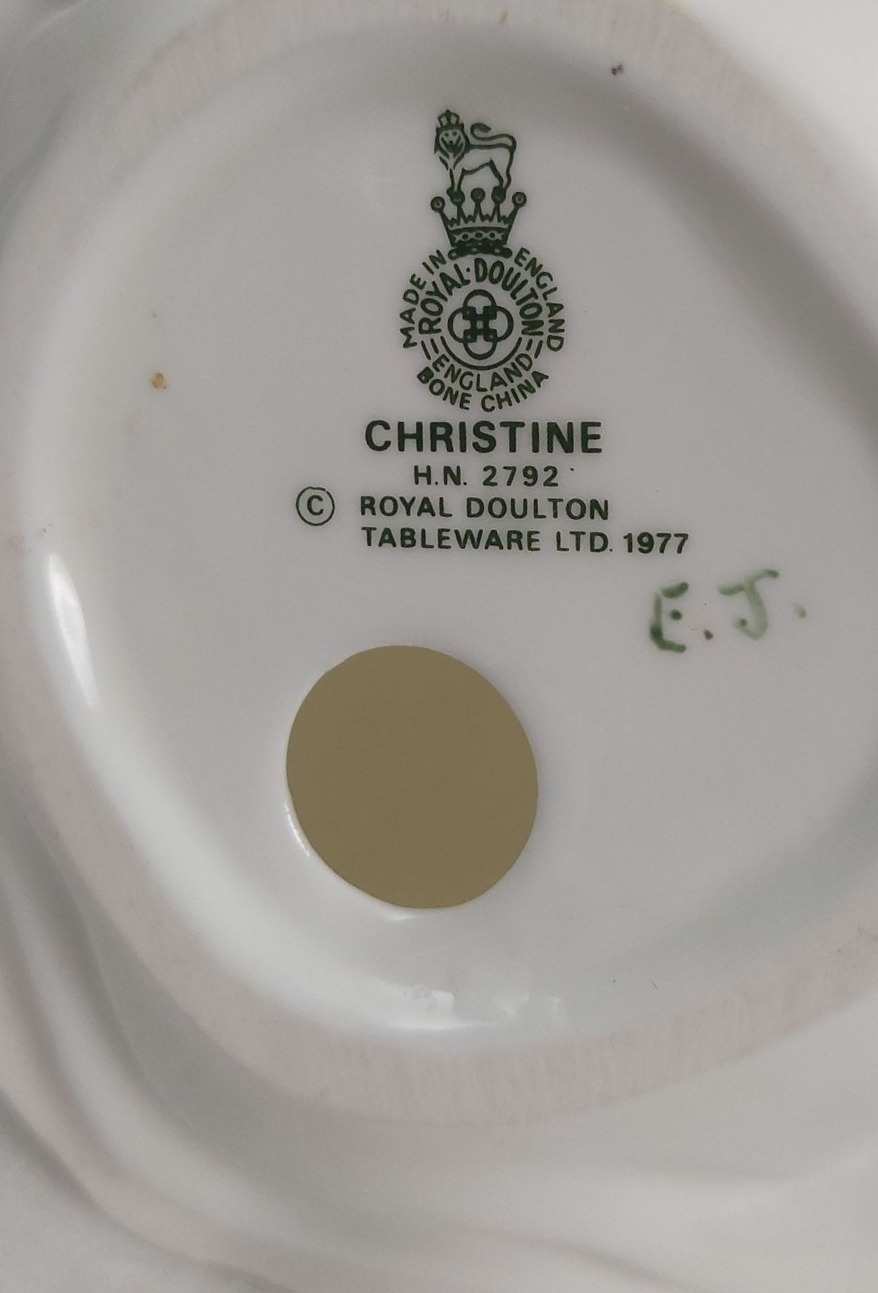 MADE IN ENGLAND
ROYAL·DOULTON
ENGLAND
BONE CHINA
CHRISTINE
H.N. 2792
© ROYAL DOULTON
TABLEWARE LTD. 1977
E.J.